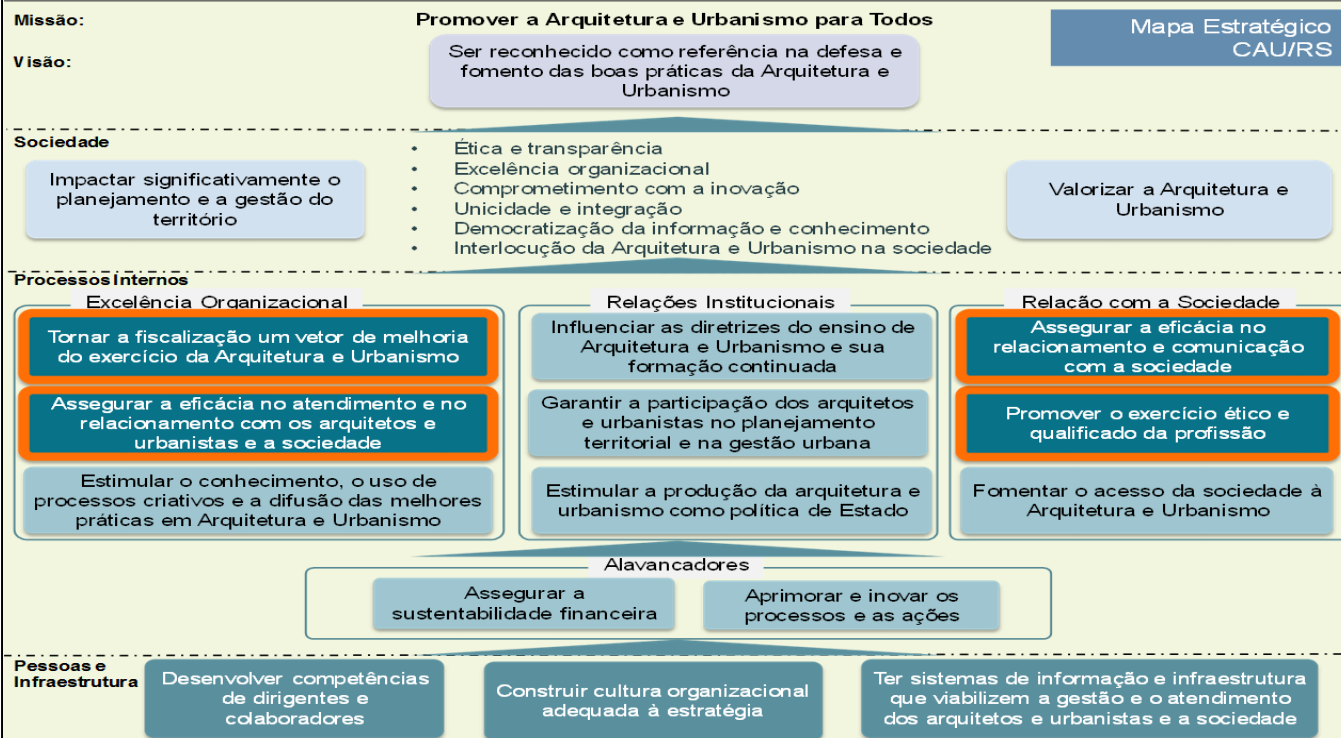 Missão:
Promover a Arquitetura e Urbanismo para Todos
Mapa Estratégico
CAU/RS
Visão:
Ser reconhecido como referência na defesa e
fomento das boas práticas da Arquitetura e
Urbanismo
Sociedade
Impactar significativamente o
planejamento e a gestão do
território
• Ética e transparência
• Excelência organizacional
• Comprometimento com a inovação
• Unicidade e integração
• Democratização da informação e conhecimento
• Interlocução da Arquitetura e Urbanismo na sociedade
Valorizar a Arquitetura e
Urbanismo
Processos Internos
Excelência Organizacional
Tornar a fiscalização um vetor de melhoria
do exercício da Arquitetura e Urbanismo
Assegurar a eficácia no atendimento e no
relacionamento com os arquitetos e
urbanistas e a sociedade
Estimular o conhecimento, o uso de
processos criativos e a difusão das melhores
práticas em Arquitetura e Urbanismo
Relações Institucionais
Influenciar as diretrizes do ensino de
Arquitetura e Urbanismo e sua
formação continuada
Garantir a participação dos arquitetos
e urbanistas no planejamento
territorial e na gestão urbana
Estimular a produção da arquitetura e
urbanismo como política de Estado
Relação com a Sociedade
Assegurar a eficácia no
relacionamento e comunicação
com a sociedade
Promover o exercício ético e
qualificado da profissão
Fomentar o acesso da sociedade à
Arquitetura e Urbanismo
Alavancadores
Assegurar a
sustentabilidade financeira
Aprimorar e inovar os
processos e as ações
Pessoas e
Infraestrutura
Desenvolver competências
de dirigentes e
colaboradores
Construir cultura organizacional
adequada à estratégia
Ter sistemas de informação e infraestrutura
que viabilizem a gestão e o atendimento
dos arquitetos e urbanistas e a sociedade